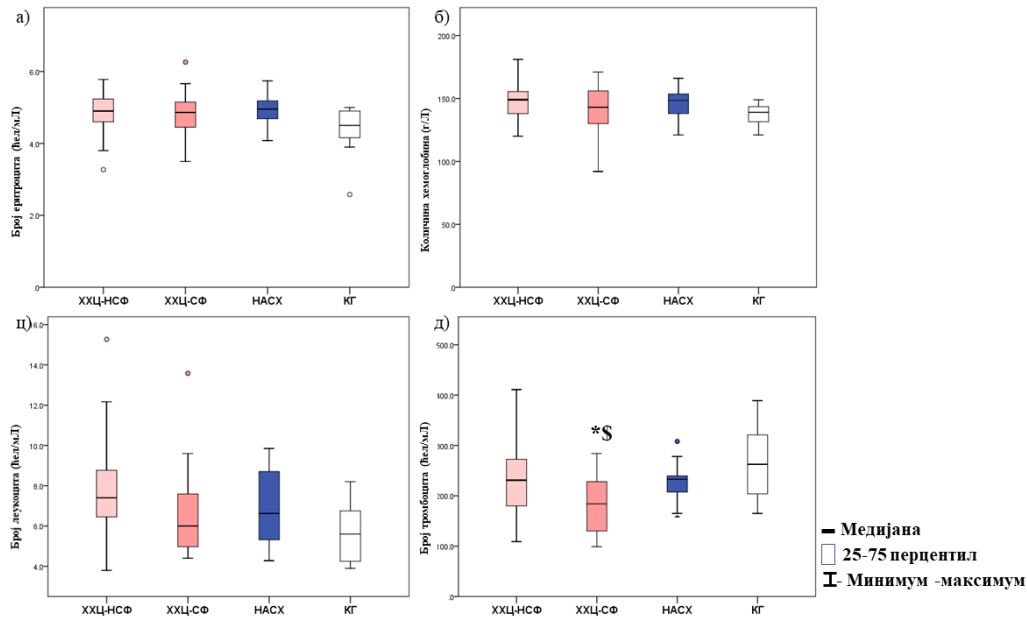 а)
Број еритроцита (ћел/мЛ)
6.0
4.0
2.0
.0
ХХЦ-НСФ ХХЦ-СФ НАСХ КГ
б)
Количина хемоглобина (г/Л)
200.0
150.0
100.0
50.0
.0
ХХЦ-НСФ ХХЦ-СФ НАСХ КГ
ц)
Број леукоцита (ћел/мЛ)
16.0
14.0
12.0
10.0
8.0
6.0
4.0
ХХЦ-НСФ ХХЦ-СФ НАСХ КГ
д)
Број тромбоцита (ћел/мЛ)
500.0
400.0
300.0
200.0
100.0
.0
*$
ХХЦ-НСФ ХХЦ-СФ НАСХ КГ
Медијана
25-75 перцентил
- Минимум -максимум